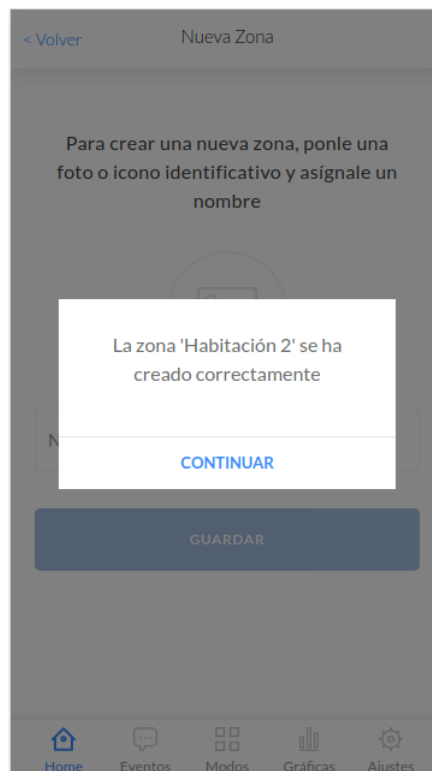 < Volver
Nueva Zona
Para crear una nueva zona, ponle una
foto o icono identificativo y asígnale un
nombre
La zona 'Habitación 2' se ha
creado correctamente
N
CONTINUAR
GUARDAR
Home Eventos Modos Gráficas Ajustes